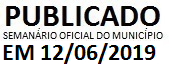 PUBLICADO
SEMANÁRIO OFICIAL DO MUNICÍPIO
EM 12/06/2019